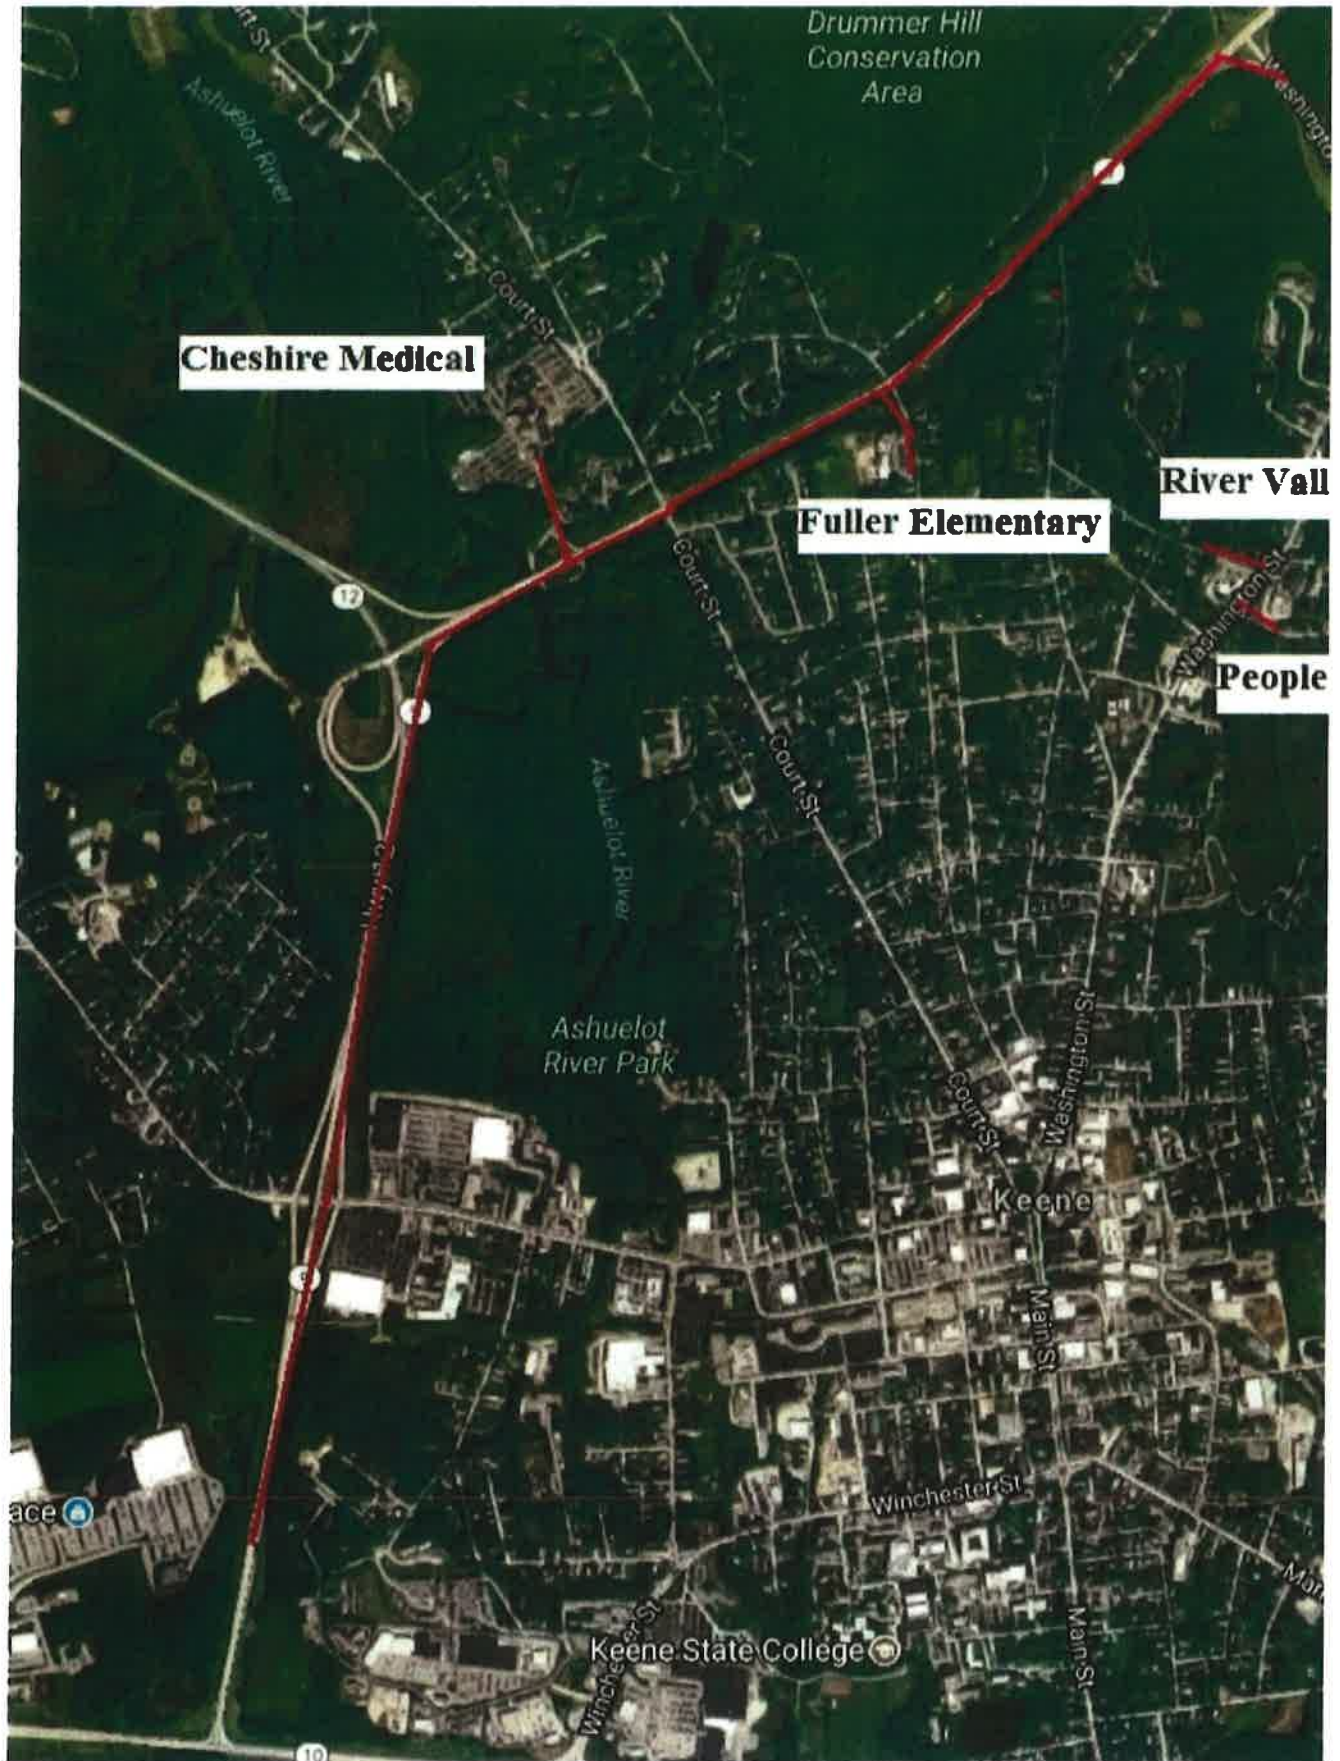 Drummer Hill
Conservation
Area
Ashuelot River
Court St
Cheshire Medical
River Vall
Fuller Elementary
12
Court St
Washington St
People
9
Court St
Ashuelot River
Ashuelot
River Park
Washington St
Court St
Keene
9
Main St
Winchester St
ace
Keene State College
Winchester St
Main St
10